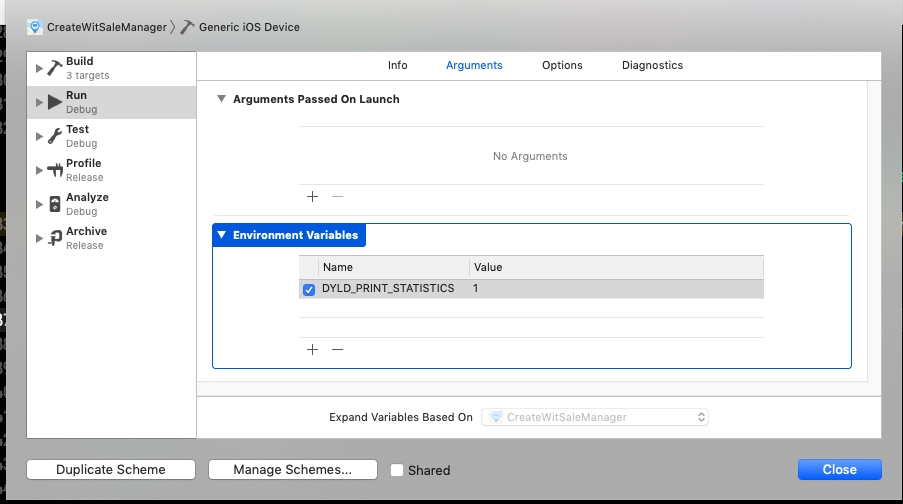 CreateWitSaleManager Generic iOS Device
Build
3 targets
Run
Debug
Test
Debug
Profile
Release
Analyze
Debug
Archive
Release
Info Arguments Options Diagnostics
Arguments Passed On Launch
No Arguments
Environment Variables
Name Value
DYLD_PRINT_STATISTICS 1
Expand Variables Based On CreateWitSaleManager
Duplicate Scheme Manage Schemes... Shared Close